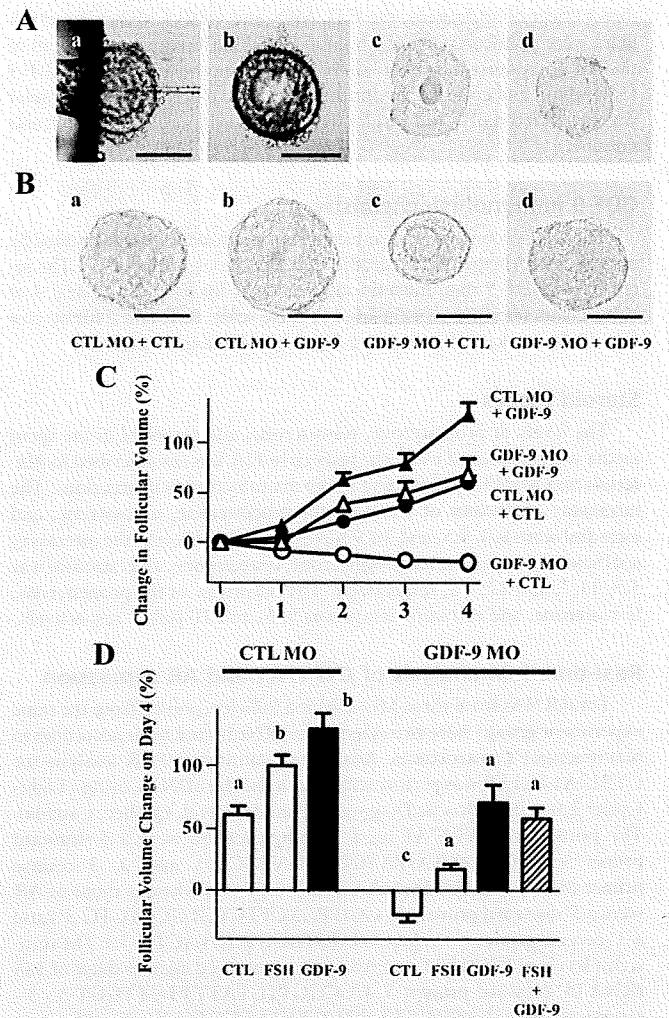 A
a b c d
B
a b c d
CTL MO + CTL CTL MO + GDF-9 GDF-9 MO + CTL GDF-9 MO + GDF-9
C
Change in Follicular Volume (%)
100
50
0
0 1 2 3 4
CTL MO
+ GDF-9
GDF-9 MO
+ GDF-9
CTL MO
+ CTL
GDF-9 MO
+ CTL
D
CTL MO GDF-9 MO
Follicular Volume Change on Day 4 (%)
100
50
0
a b b c a a a
CTL FSH GDF-9 CTL FSH GDF-9 FSH
+
GDF-9